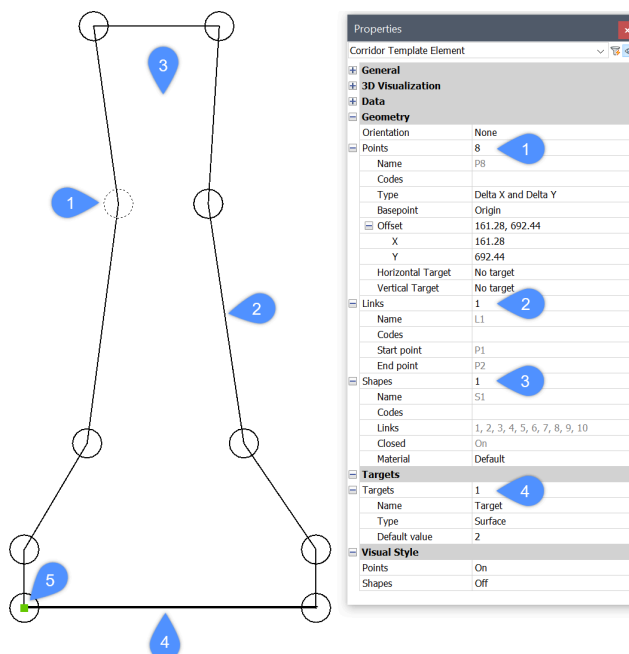 3
1
2
5
4
Properties
Corridor Template Element
General
3D Visualization
Data
Geometry
Orientation None
Points 8 1
Name P8
Codes
Type Delta X and Delta Y
Basepoint Origin
Offset 161.28, 692.44
X 161.28
Y 692.44
Horizontal Target No target
Vertical Target No target
Links 1 2
Name L1
Codes
Start point P1
End point P2
Shapes 1 3
Name S1
Codes
Links 1, 2, 3, 4, 5, 6, 7, 8, 9, 10
Closed On
Material Default
Targets
Targets 1 4
Name Target
Type Surface
Default value 2
Visual Style
Points On
Shapes Off